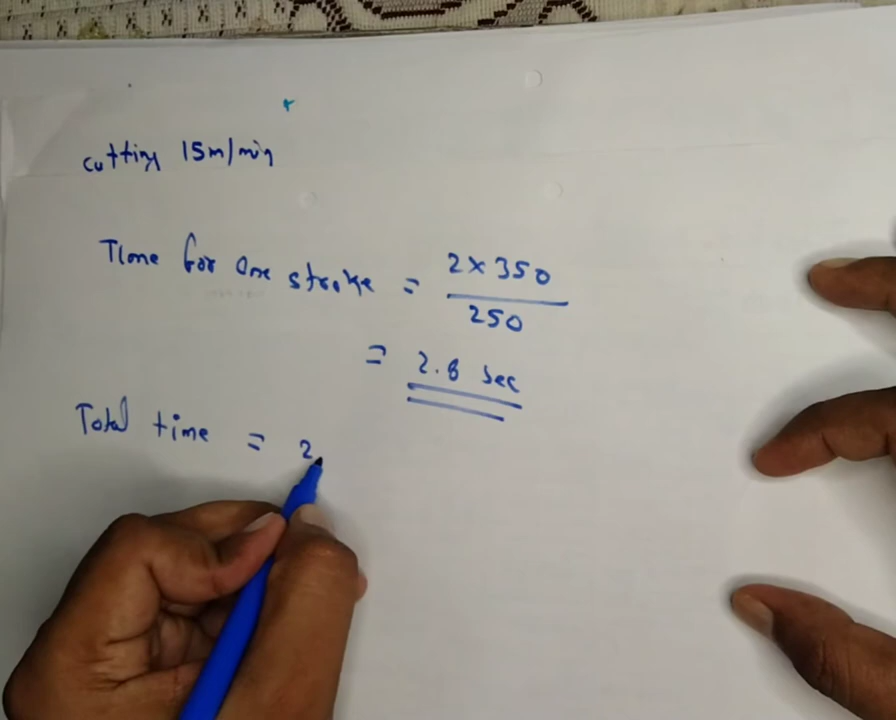 cutting 15m/min
Time for one stroke = 2 x 350
250
= 2.8 sec
Total time = 2.